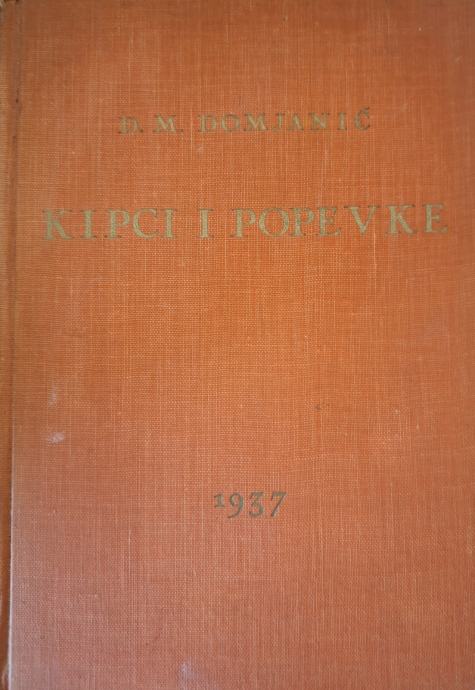 D. M. DOMJANIĆ
KIPCI I POPEVKE
1937